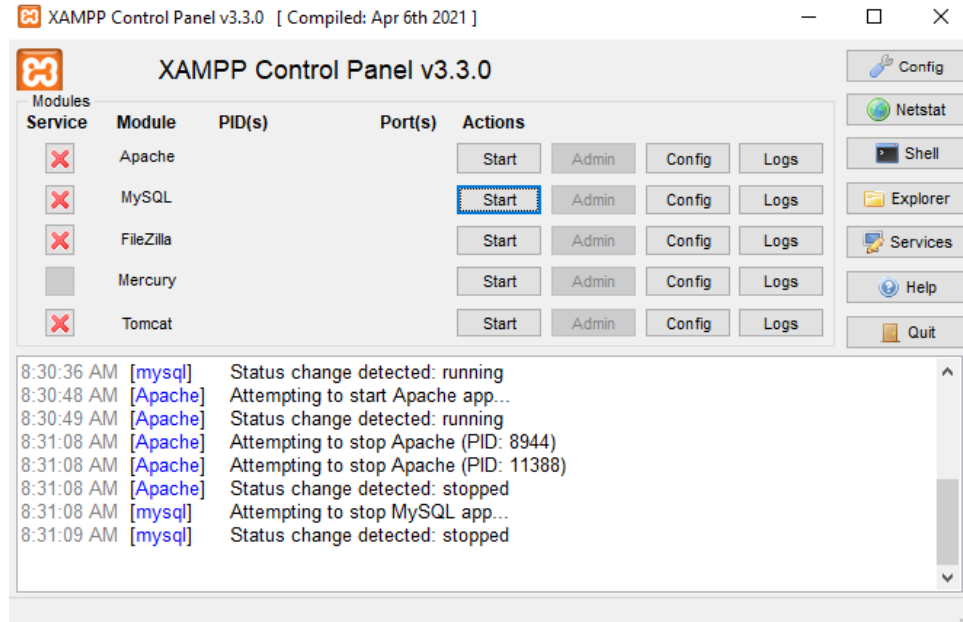 XAMPP Control Panel v3.3.0 [ Compiled: Apr 6th 2021 ]
XAMPP Control Panel v3.3.0
Config
Modules
Service Module PID(s) Port(s) Actions
Netstat
Apache Start Admin Config Logs
Shell
MySQL Start Admin Config Logs
Explorer
FileZilla Start Admin Config Logs
Services
Mercury Start Admin Config Logs
Help
Tomcat Start Admin Config Logs
Quit
8:30:36 AM [mysql] Status change detected: running
8:30:48 AM [Apache] Attempting to start Apache app...
8:30:49 AM [Apache] Status change detected: running
8:31:08 AM [Apache] Attempting to stop Apache (PID: 8944)
8:31:08 AM [Apache] Attempting to stop Apache (PID: 11388)
8:31:08 AM [Apache] Status change detected: stopped
8:31:08 AM [mysql] Attempting to stop MySQL app...
8:31:09 AM [mysql] Status change detected: stopped